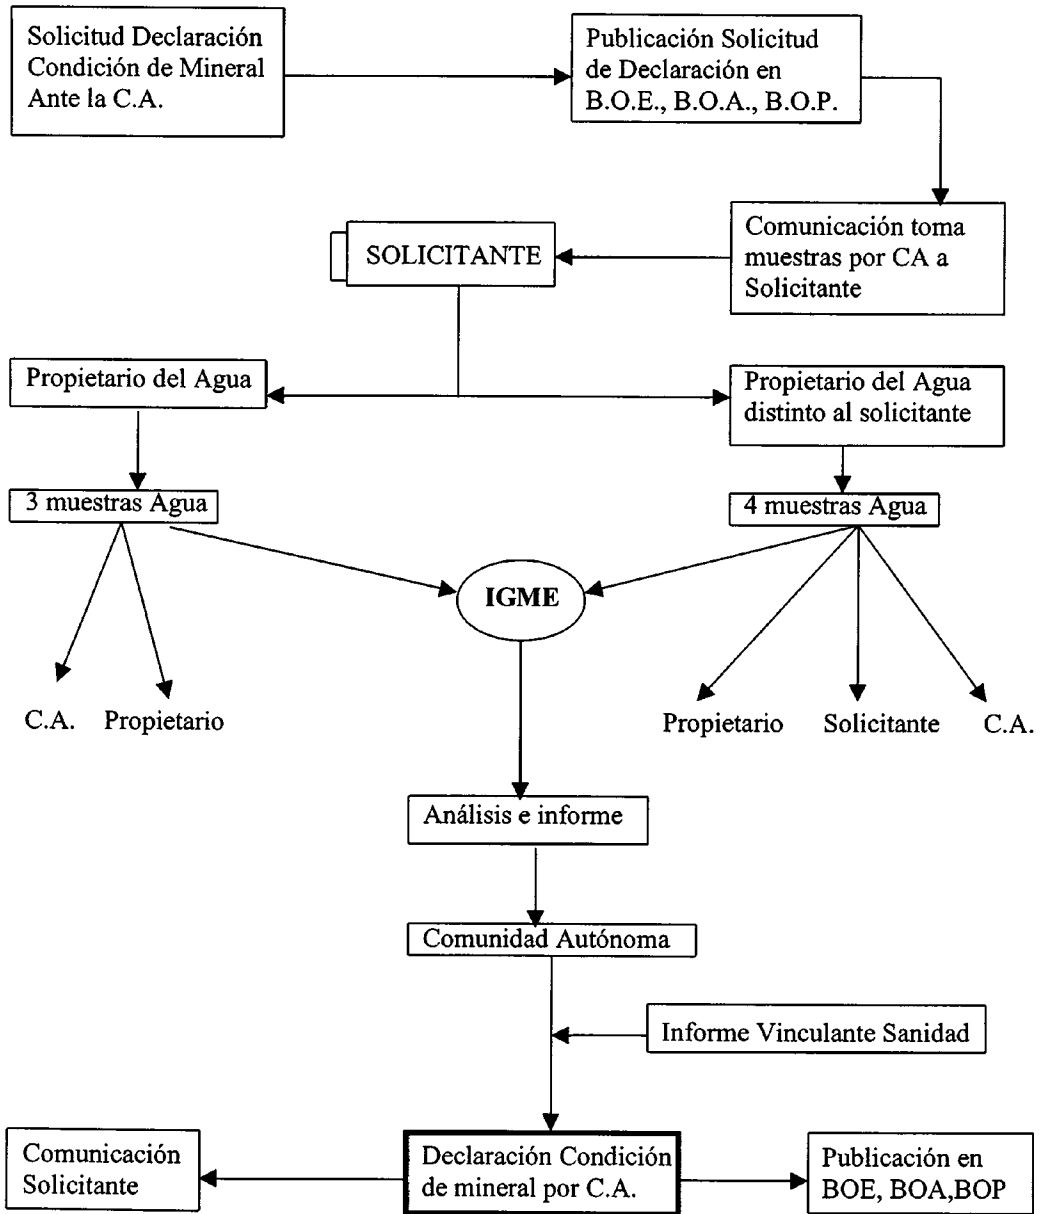 Solicitud Declaración
Condición de Mineral
Ante la C.A.
Publicación Solicitud
de Declaración en
B.O.E., B.O.A., B.O.P.
Comunicación toma
muestras por CA a
Solicitante
SOLICITANTE
Propietario del Agua
Propietario del Agua
distinto al solicitante
3 muestras Agua
4 muestras Agua
IGME
C.A. Propietario
Propietario Solicitante C.A.
Análisis e informe
Comunidad Autónoma
Informe Vinculante Sanidad
Comunicación
Solicitante
Declaración Condición
de mineral por C.A.
Publicación en
BOE, BOA,BOP